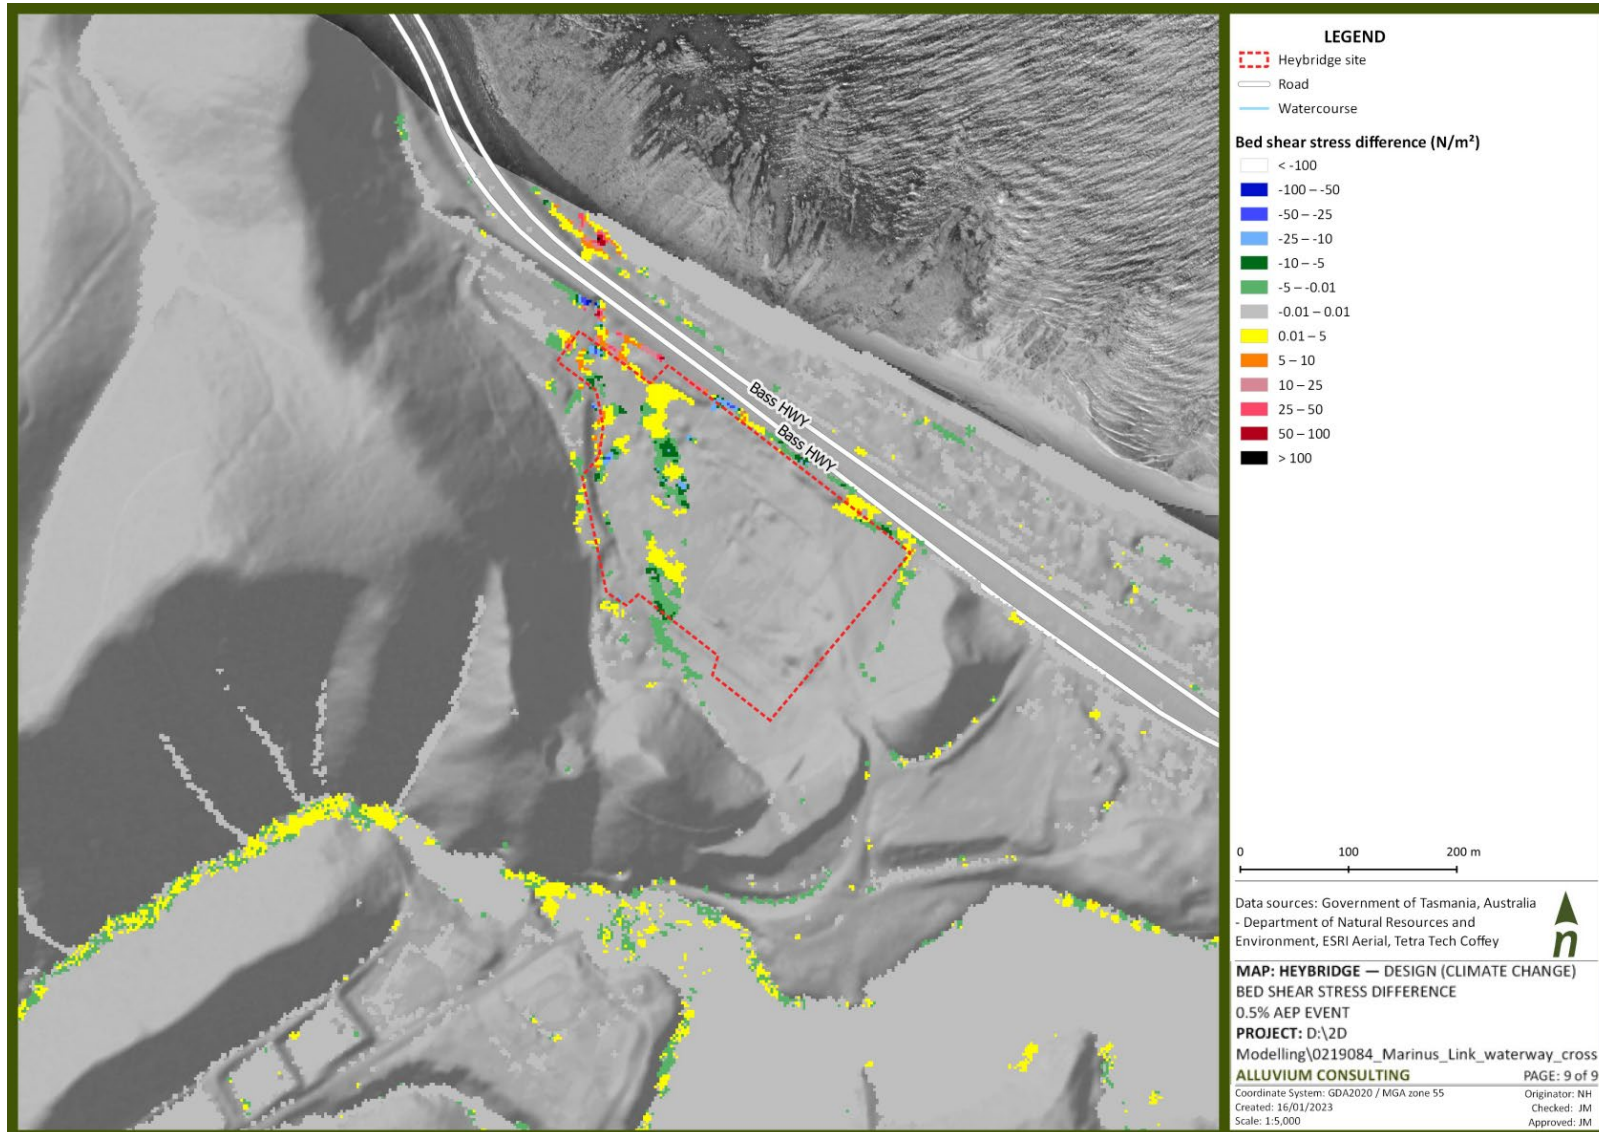 Bass HWY
Bass HWY
LEGEND
Heybridge site
Road
Watercourse
Bed shear stress difference (N/m²)
< -100
-100 – -50
-50 – -25
-25 – -10
-10 – -5
-5 – -0.01
-0.01 – 0.01
0.01 – 5
5 – 10
10 – 25
25 – 50
50 – 100
> 100
0 100 200 m
Data sources: Government of Tasmania, Australia
- Department of Natural Resources and
Environment, ESRI Aerial, Tetra Tech Coffey
n
MAP: HEYBRIDGE — DESIGN (CLIMATE CHANGE)
BED SHEAR STRESS DIFFERENCE
0.5% AEP EVENT
PROJECT: D:\2D
Modelling\0219084_Marinus_Link_waterway_cross
ALLUVIUM CONSULTING PAGE: 9 of 9
Coordinate System: GDA2020 / MGA zone 55 Originator: NH
Created: 16/01/2023 Checked: JM
Scale: 1:5,000 Approved: JM